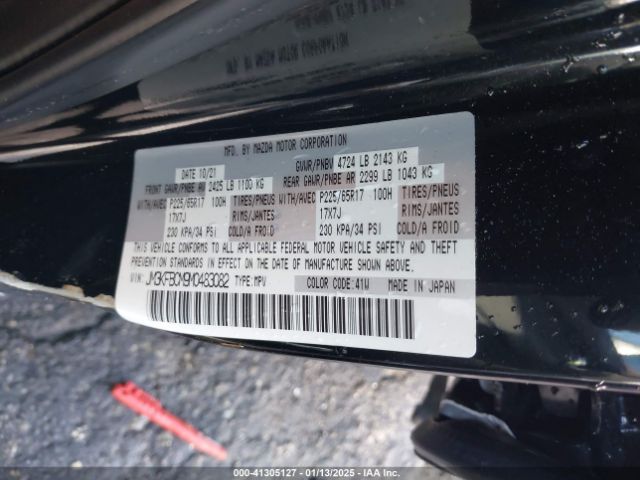 MFD. BY MAZDA MOTOR CORPORATION
DATE 10/21 GVWR/PNBV 4724 LB 2143 KG
FRONT GAWR/PNBE AV 2425 LB 1100 KG REAR GAWR/PNBE AR 2299 LB 1043 KG
WITH/AVEC P225/65R17 100H TIRES/PNEUS WITH/AVEC P225/65R17 100H TIRES/PNEUS
17X7J - RIMS/JANTES 17X7J - RIMS/JANTES
230 KPA/34 PSI COLD/A FROID 230 KPA/34 PSI COLD/A FROID
THIS VEHICLE CONFORMS TO ALL APPLICABLE FEDERAL MOTOR VEHICLE SAFETY AND THEFT
PREVENTION STANDARDS IN EFFECT ON THE DATE OF MANUFACTURE SHOWN ABOVE.
VIN: JM3KFBCM9M0483082 TYPE:MPV COLOR CODE:41W MADE IN JAPAN
000-41305127 - 01/13/2025 - IAA Inc.